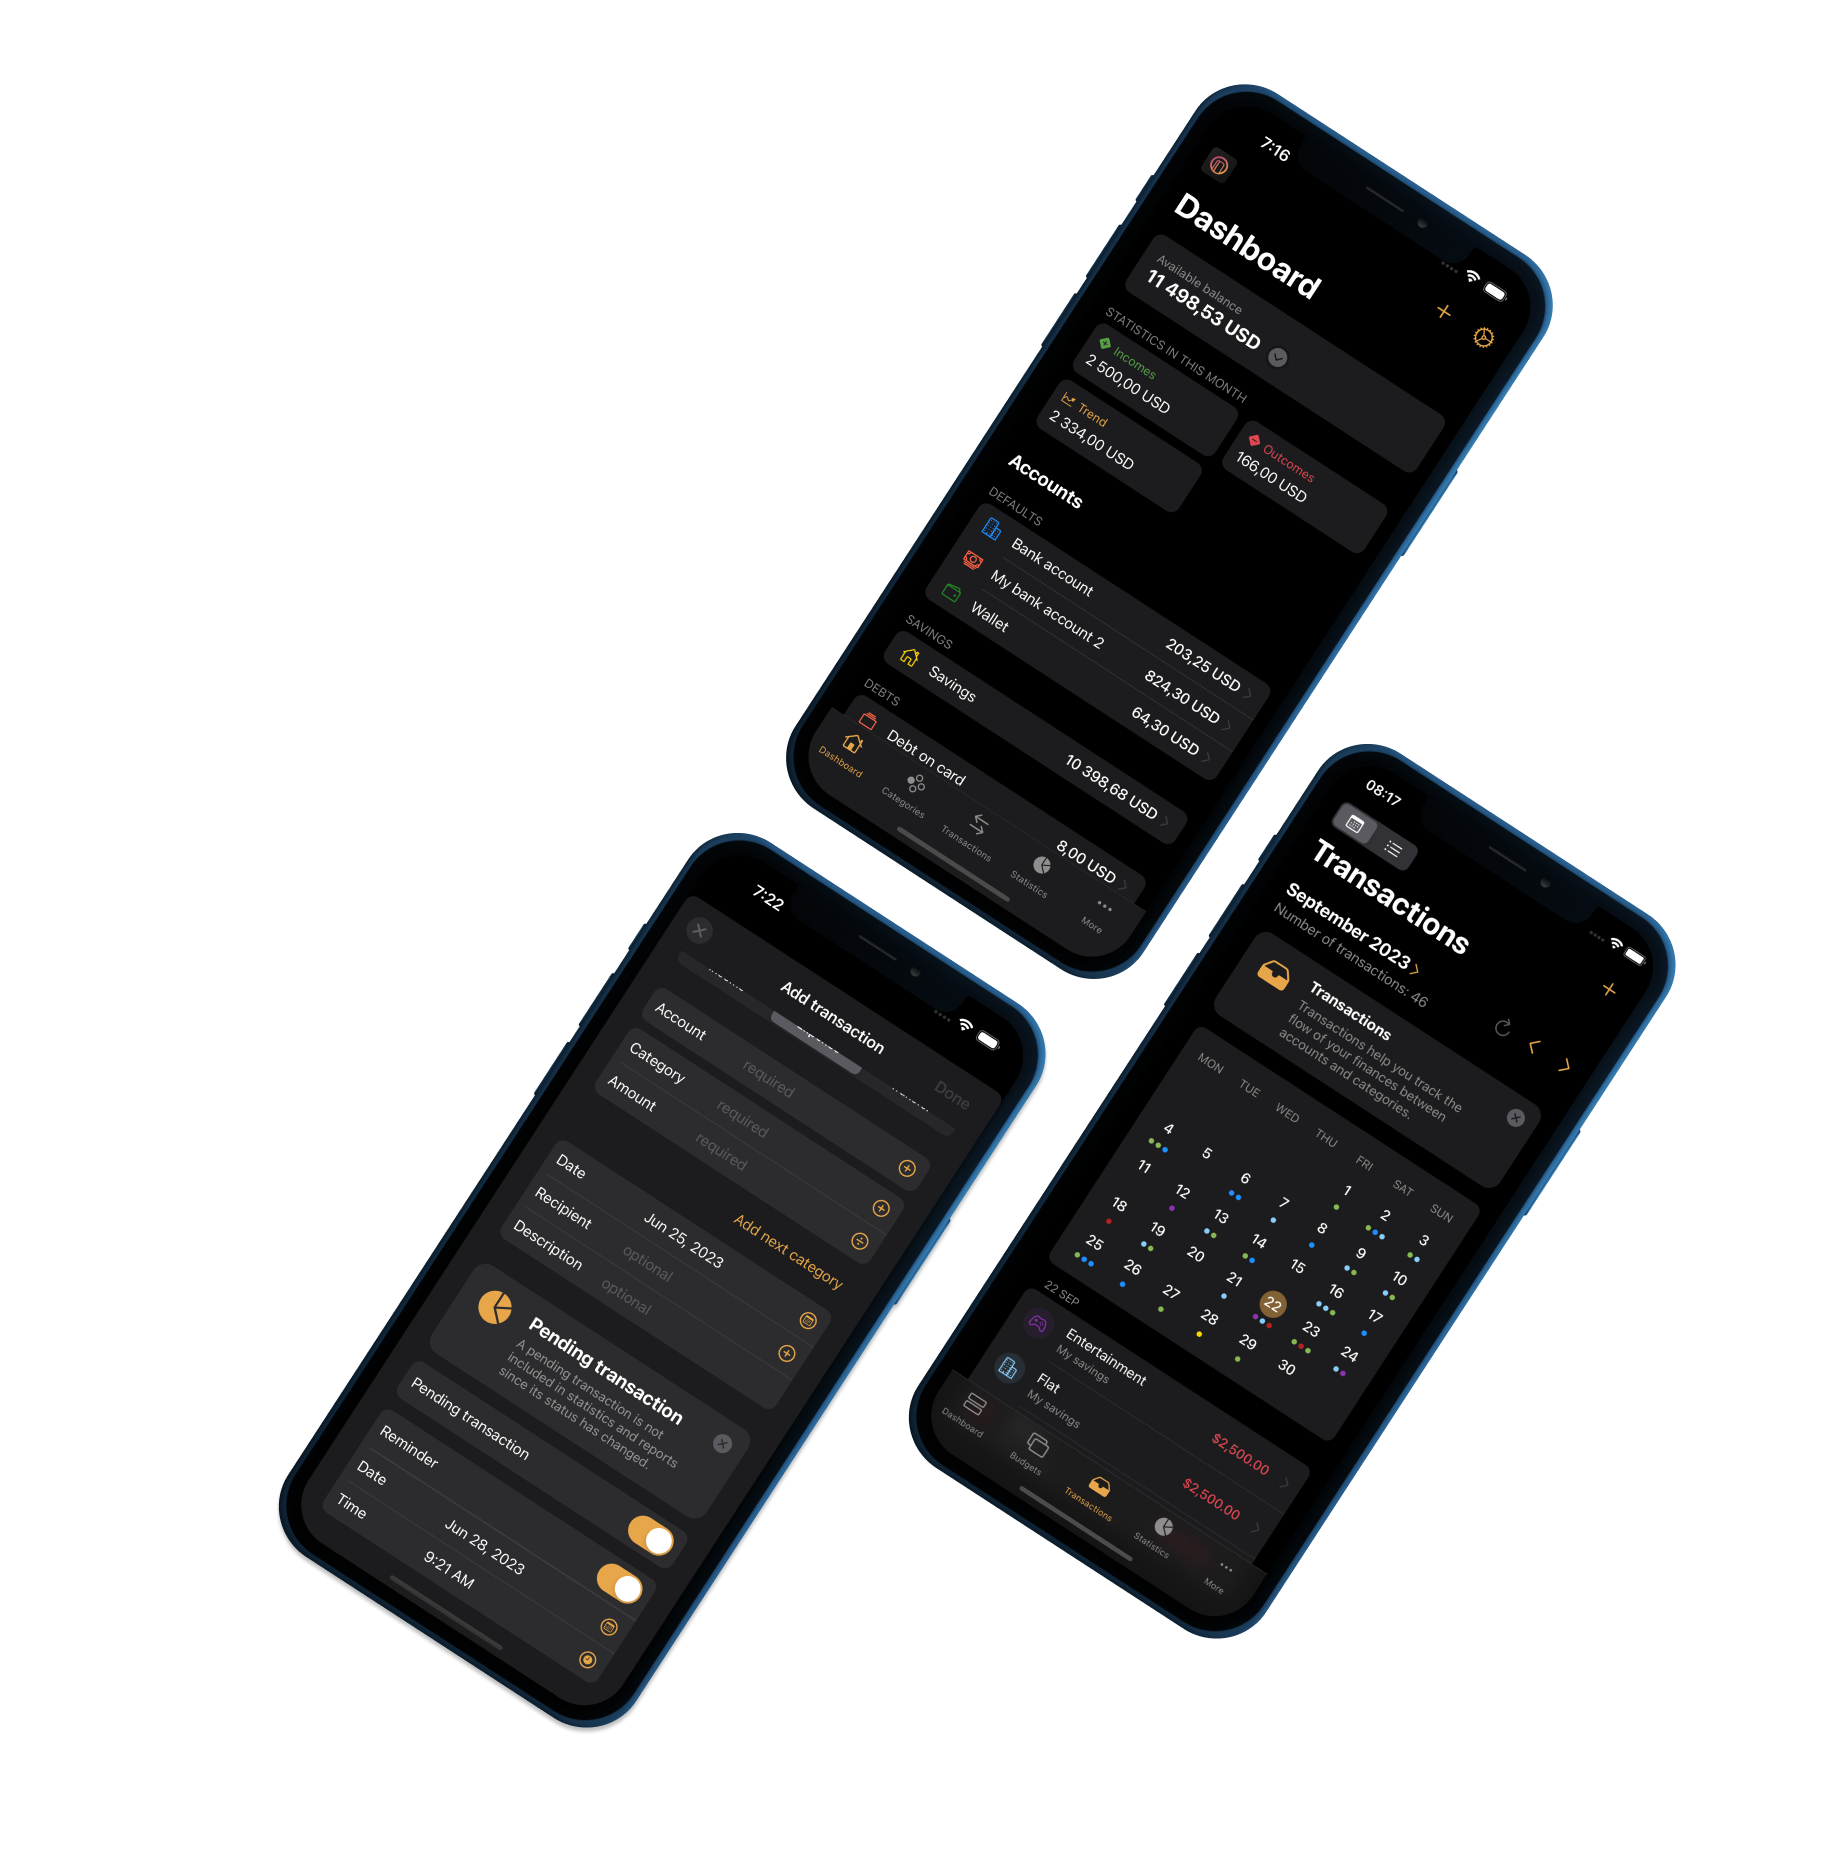 7:16
Dashboard
Available balance
11 498,53 USD
STATISTICS IN THIS MONTH
Incomes
2 500,00 USD
Outcomes
166,00 USD
Trend
2 334,00 USD
Accounts
DEFAULTS
Bank account 203,25 USD
My bank account 2 824,30 USD
Wallet 64,30 USD
SAVINGS
Savings 10 398,68 USD
DEBTS
Debt on card 8,00 USD
Dashboard Categories Transactions Statistics More
7:22
Add transaction Done
Account required
Category required
Amount required
Add next category
Date Jun 25, 2023
Recipient optional
Description optional
Pending transaction
A pending transaction is not
included in statistics and reports
since its status has changed.
Pending transaction
Reminder
Date Jun 28, 2023
Time 9:21 AM
08:17
Transactions
September 2023
Number of transactions: 46
Transactions
Transactions help you track the
flow of your finances between
accounts and categories.
MON TUE WED THU FRI SAT SUN
1 2 3
4 5 6 7 8 9 10
11 12 13 14 15 16 17
18 19 20 21 22 23 24
25 26 27 28 29 30
22 SEP
Entertainment
My savings
$2,500.00
Flat
My savings
$2,500.00
Dashboard Budgets Transactions Statistics More